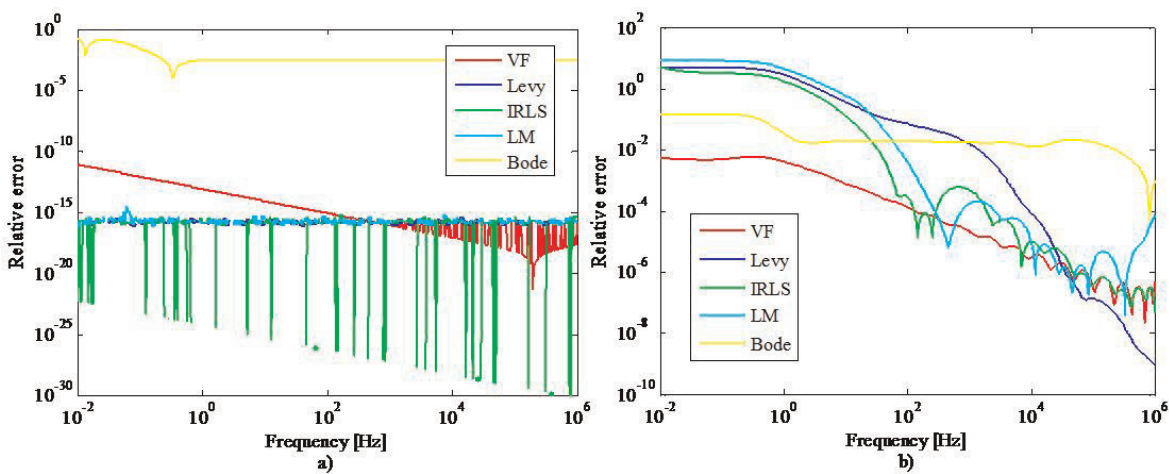 10^0
10^-5
10^-10
10^-15
10^-20
10^-25
10^-30
Relative error
VF
Levy
IRLS
LM
Bode
10^-2
10^0
10^2
10^4
10^6
Frequency [Hz]
a)
10^2
10^0
10^-2
10^-4
10^-6
10^-8
10^-10
Relative error
VF
Levy
IRLS
LM
Bode
10^-2
10^0
10^2
10^4
10^6
Frequency [Hz]
b)